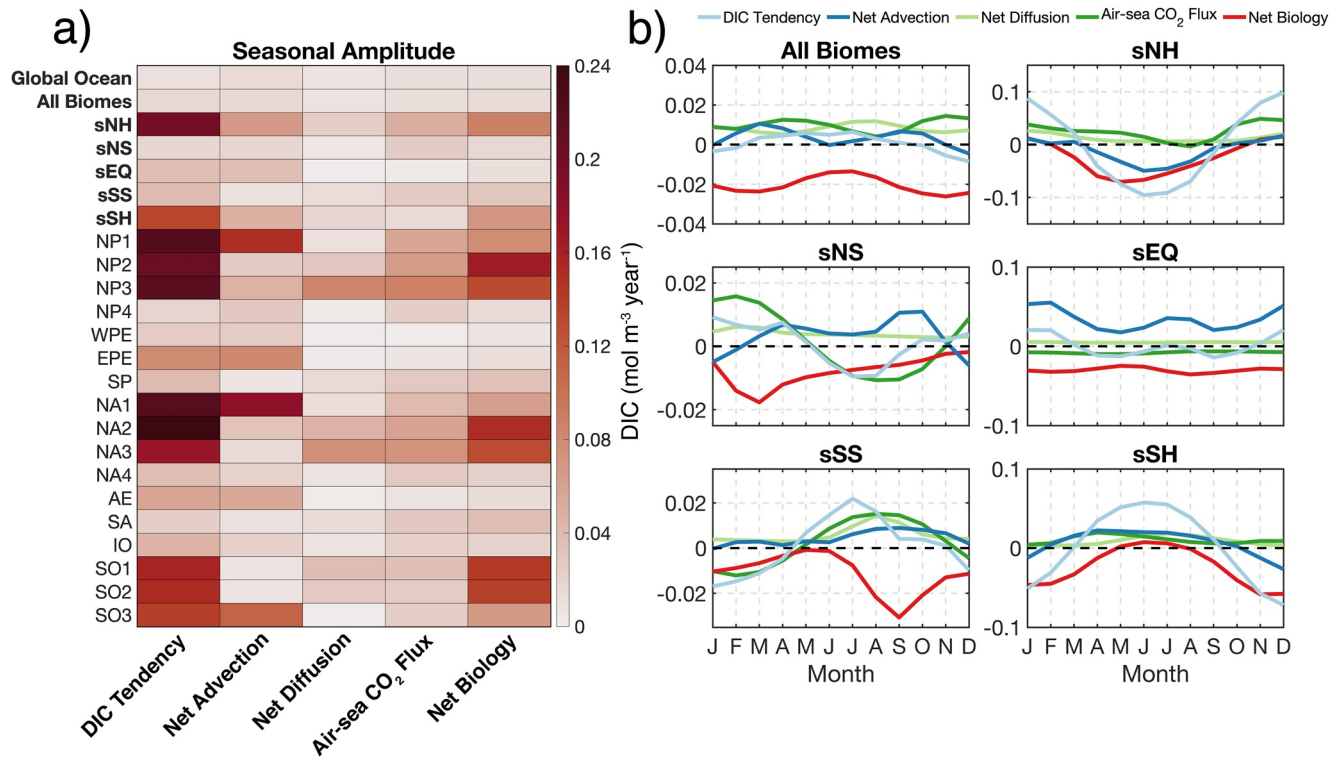 a)
Seasonal Amplitude
Global Ocean
All Biomes
sNH
sNS
sEQ
sSS
sSH
NP1
NP2
NP3
NP4
WPE
EPE
SP
NA1
NA2
NA3
NA4
AE
SA
IO
SO1
SO2
SO3
DIC Tendency
Net Advection
Net Diffusion
Air-sea CO₂ Flux
Net Biology
0.24
0.2
0.16
0.12
0.08
0.04
0
DIC (mol m⁻³ year⁻¹)
b)
DIC Tendency Net Advection Net Diffusion Air-sea CO₂ Flux Net Biology
All Biomes
0.04
0.02
0
-0.02
-0.04
sNH
0.1
0
-0.1
sNS
0.02
0
-0.02
sEQ
0.1
0
-0.1
sSS
0.02
0
-0.02
J F M A M J J A S O N D
Month
sSH
0.1
0
-0.1
J F M A M J J A S O N D
Month